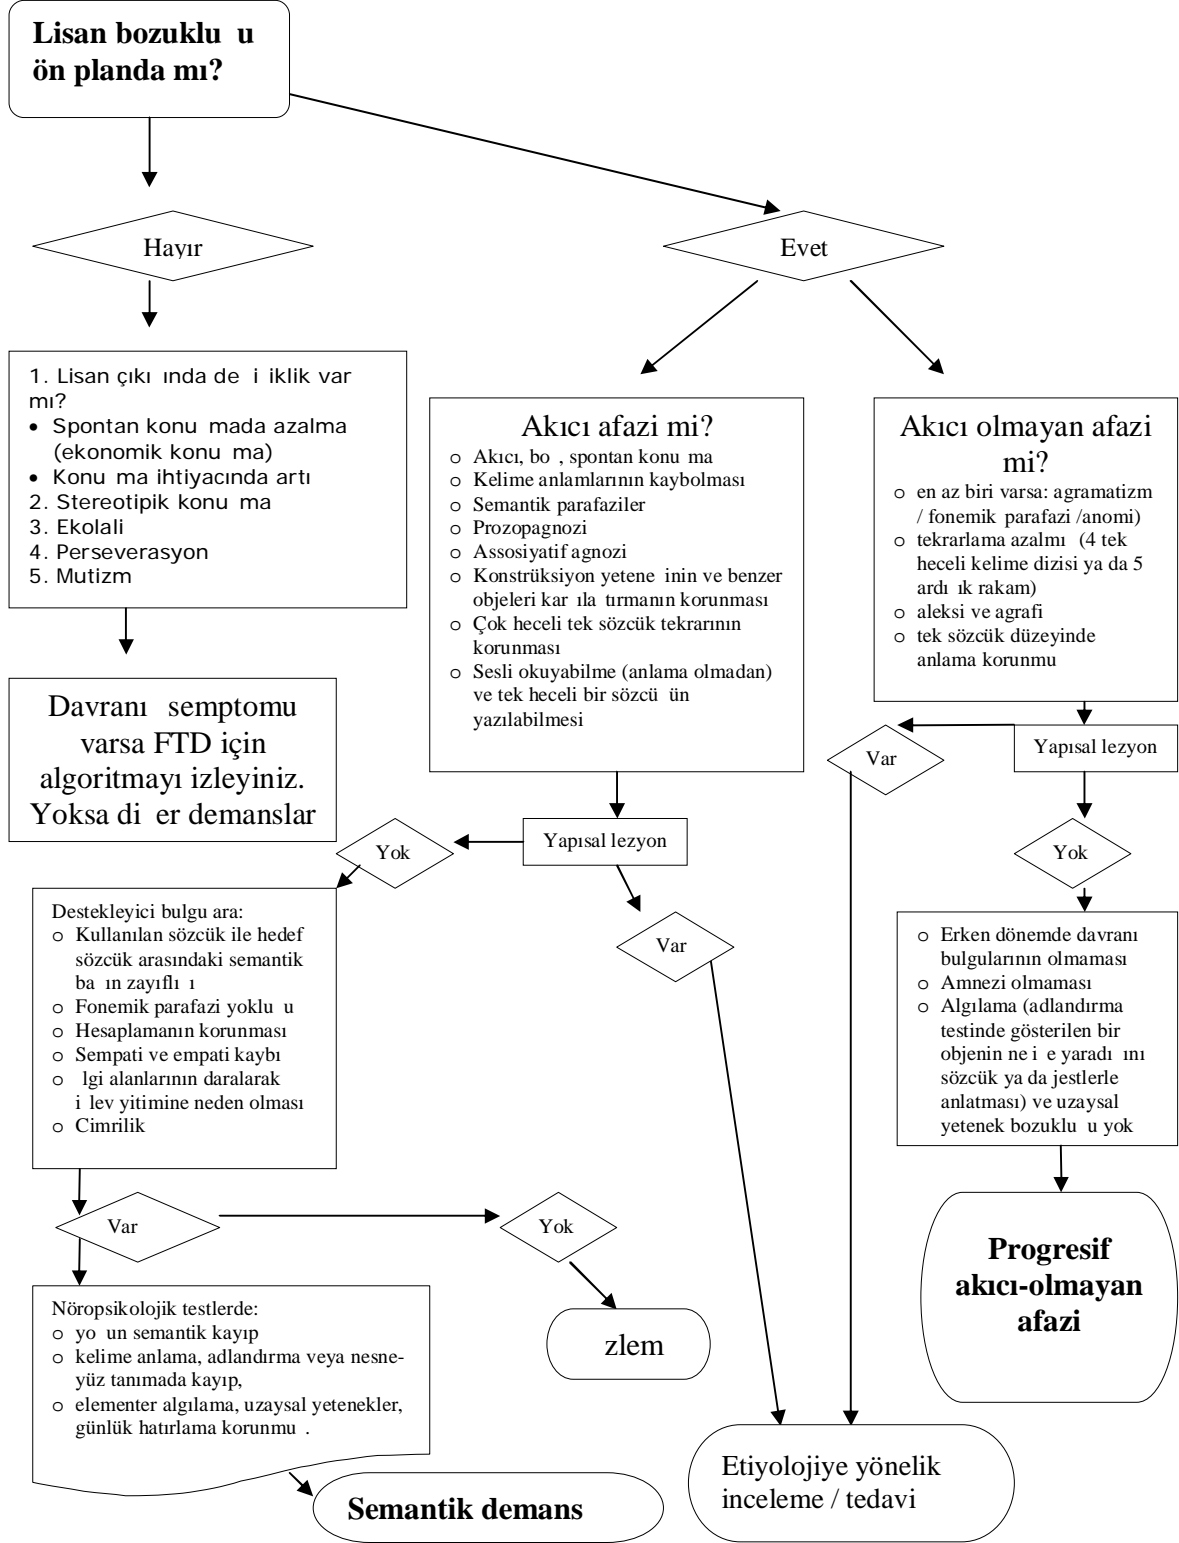 Lisan bozuklu u
ön planda mı?
Hayır
Evet
1. Lisan çıkı ında de i iklik var
mı?
• Spontan konu mada azalma
(ekonomik konu ma)
• Konu ma ihtiyacında artı
2. Stereotipik konu ma
3. Ekolali
4. Perseverasyon
5. Mutizm
Davranı semptomu
varsa FTD için
algoritmayı izleyiniz.
Yoksa di er demanslar
Akıcı afazi mi?
o Akıcı, bo , spontan konu ma
o Kelime anlamlarının kaybolması
o Semantik parafaziler
o Prozopagnozi
o Assosiyatif agnozi
o Konstrüksiyon yetene inin ve benzer
objeleri kar ıla tırmanın korunması
o Çok heceli tek sözcük tekrarının
korunması
o Sesli okuyabilme (anlama olmadan)
ve tek heceli bir sözcü ün
yazılabilmesi
Akıcı olmayan afazi
mi?
o en az biri varsa: agramatizm
/ fonemik parafazi /anomi)
o tekrarlama azalmı (4 tek
heceli kelime dizisi ya da 5
ardı ık rakam)
o aleksi ve agrafi
o tek sözcük düzeyinde
anlama korunmu
Yapısal lezyon
Var
Yok
Yapısal lezyon
Yok
Var
Destekleyici bulgu ara:
o Kullanılan sözcük ile hedef
sözcük arasındaki semantik
ba ın zayıflı ı
o Fonemik parafazi yoklu u
o Hesaplamanın korunması
o Sempati ve empati kaybı
o lgi alanlarının daralarak
i lev yitimine neden olması
o Cimrilik
o Erken dönemde davranı
bulgularının olmaması
o Amnezi olmaması
o Algılama (adlandırma
testinde gösterilen bir
objenin ne i e yaradı ını
sözcük ya da jestlerle
anlatması) ve uzaysal
yetenek bozuklu u yok
Var
Yok
Progresif
akıcı-olmayan
afazi
Nöropsikolojik testlerde:
o yo un semantik kayıp
o kelime anlama, adlandırma veya nesne-
yüz tanımada kayıp,
o elementer algılama, uzaysal yetenekler,
günlük hatırlama korunmu .
zlem
Etiyolojiye yönelik
inceleme / tedavi
Semantik demans